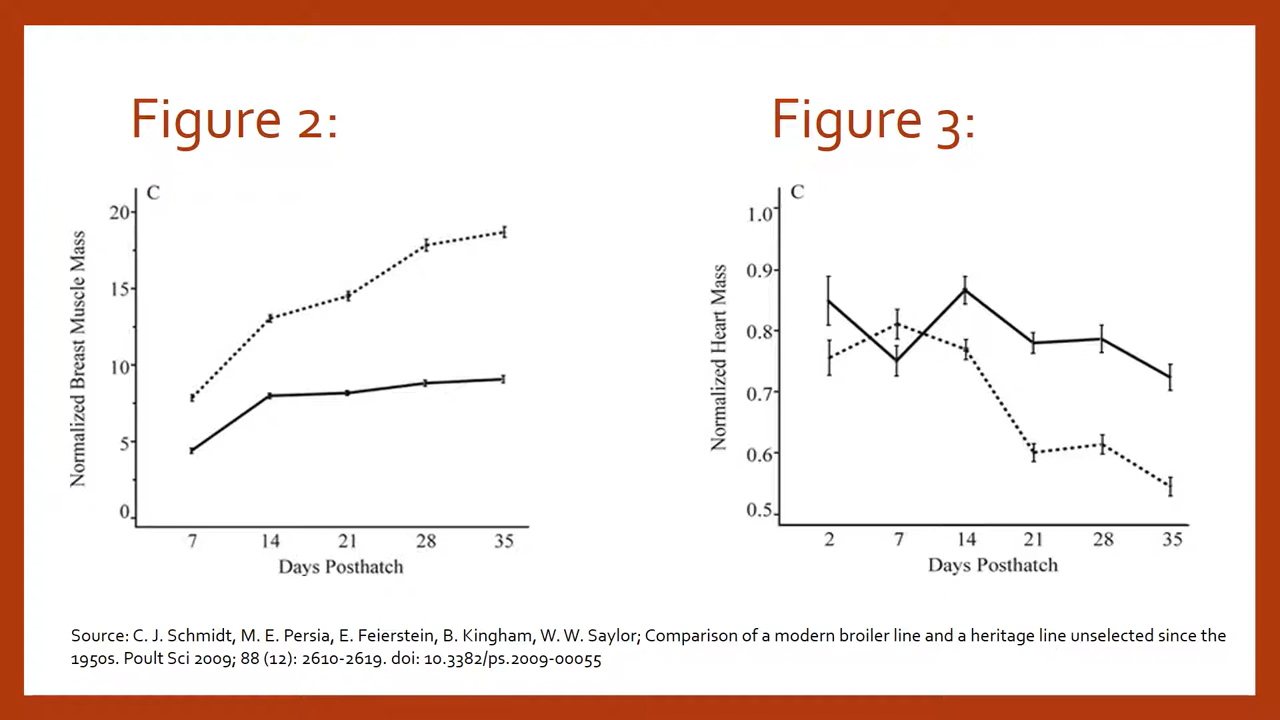 Figure 2:
C
Normalized Breast Muscle Mass
20
15
10
5
0
7 14 21 28 35
Days Posthatch
Figure 3:
C
Normalized Heart Mass
1.0
0.9
0.8
0.7
0.6
0.5
2 7 14 21 28 35
Days Posthatch
Source: C. J. Schmidt, M. E. Persia, E. Feierstein, B. Kingham, W. W. Saylor; Comparison of a modern broiler line and a heritage line unselected since the
1950s. Poult Sci 2009; 88 (12): 2610-2619. doi: 10.3382/ps.2009-00055